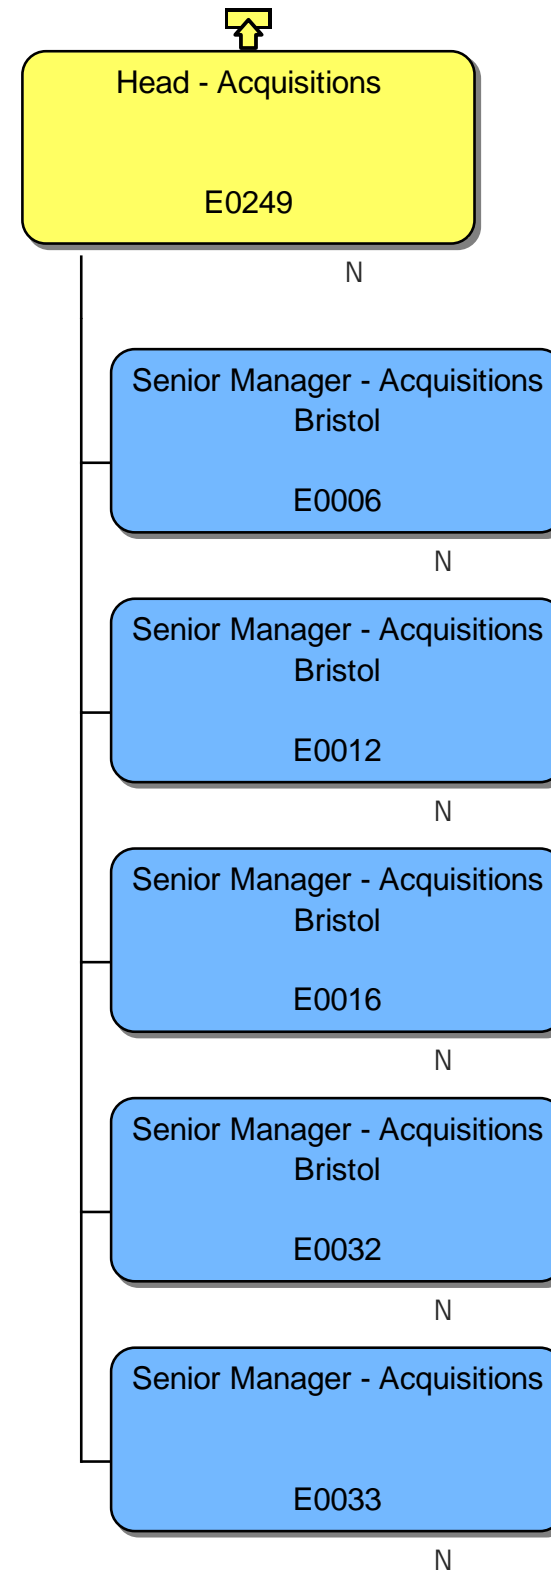 Head - Acquisitions
E0249
N
Senior Manager - Acquisitions
Bristol
E0006
N
Senior Manager - Acquisitions
Bristol
E0012
N
Senior Manager - Acquisitions
Bristol
E0016
N
Senior Manager - Acquisitions
Bristol
E0032
N
Senior Manager - Acquisitions
E0033
N